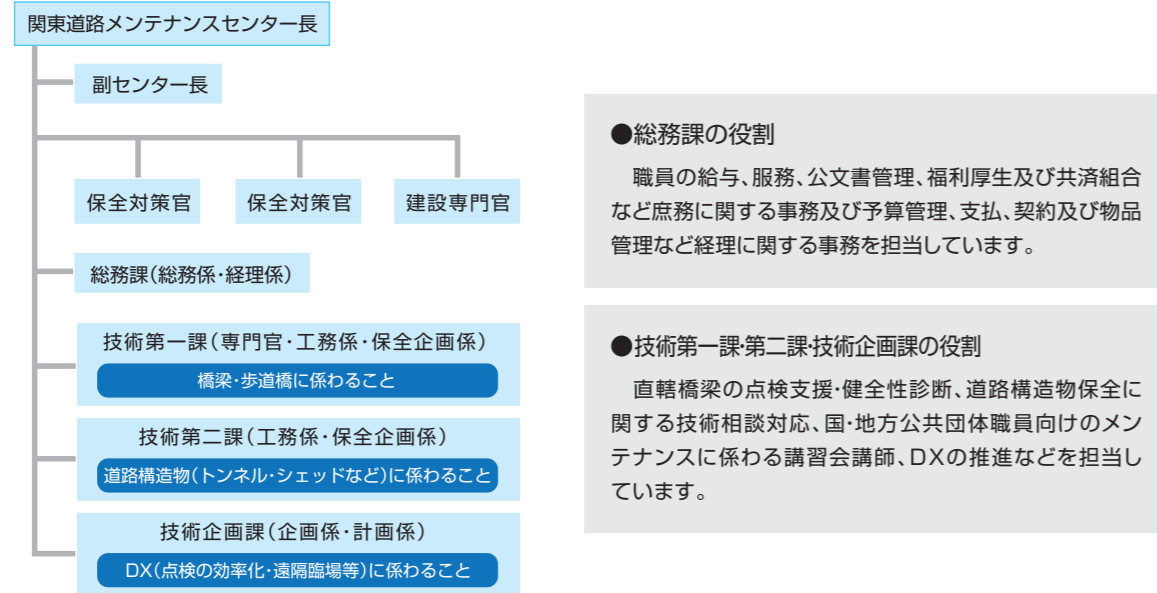 関東道路メンテナンスセンター長
副センター長
保全対策官
保全対策官
建設専門官
総務課(総務係・経理係)
技術第一課(専門官・工務係・保全企画係)
橋梁・歩道橋に係わること
技術第二課(工務係・保全企画係)
道路構造物(トンネル・シェッドなど)に係わること
技術企画課(企画係・計画係)
DX(点検の効率化・遠隔臨場等)に係わること
●総務課の役割
職員の給与、服務、公文書管理、福利厚生及び共済組合
など庶務に関する事務及び予算管理、支払、契約及び物品
管理など経理に関する事務を担当しています。
●技術第一課・第二課・技術企画課の役割
直轄橋梁の点検支援・健全性診断、道路構造物保全に
関する技術相談対応、国・地方公共団体職員向けのメン
テナンスに係わる講習会講師、DXの推進などを担当し
ています。